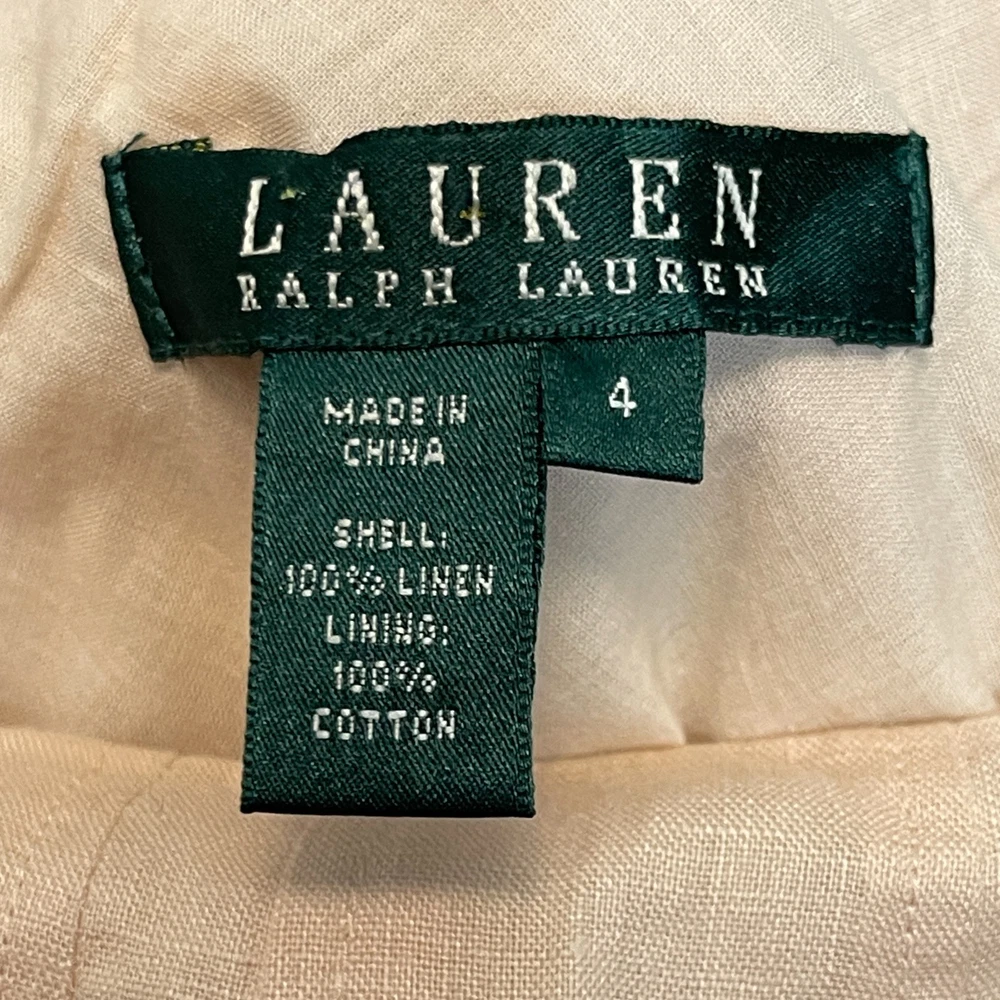 LAUREN
RALPH LAUREN
4
MADE IN
CHINA
SHELL:
100% LINEN
LINING:
100%
COTTON